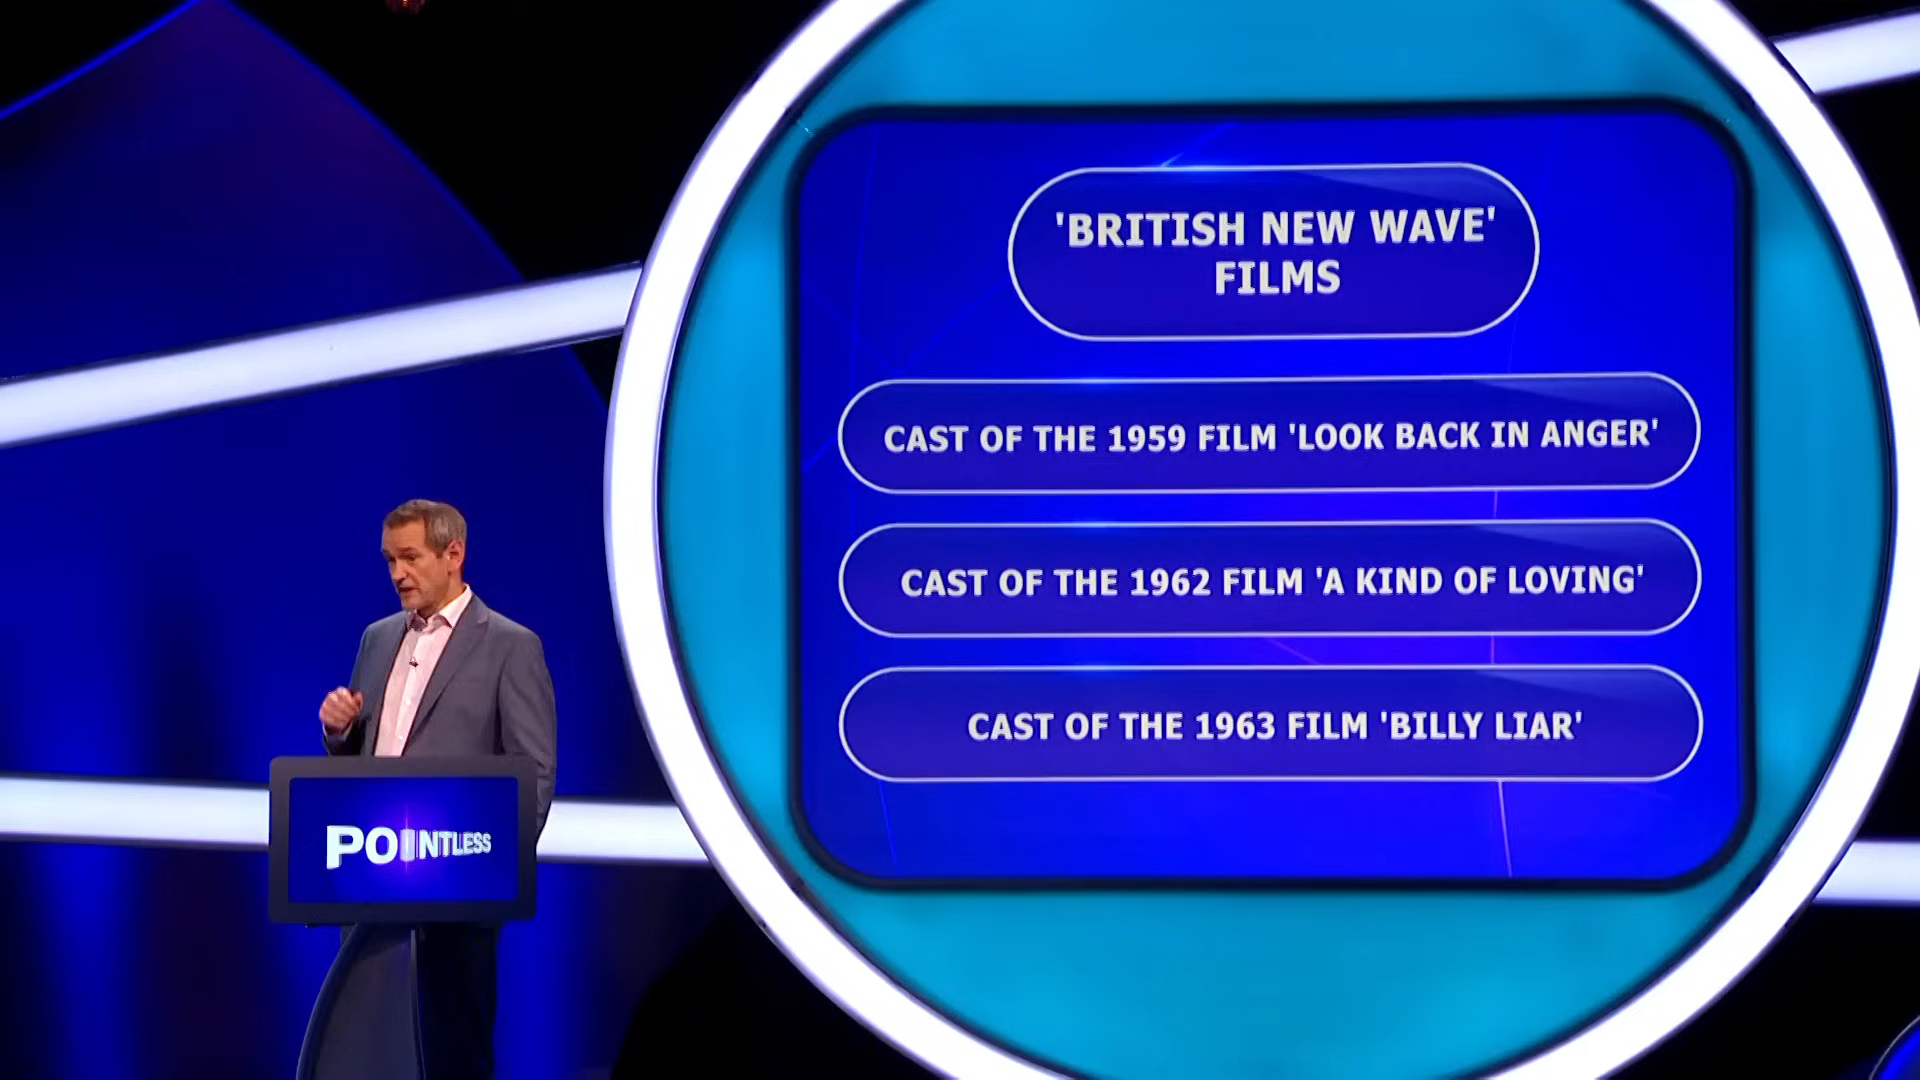 'BRITISH NEW WAVE'
FILMS
CAST OF THE 1959 FILM 'LOOK BACK IN ANGER'
CAST OF THE 1962 FILM 'A KIND OF LOVING'
CAST OF THE 1963 FILM 'BILLY LIAR'
POINTLESS